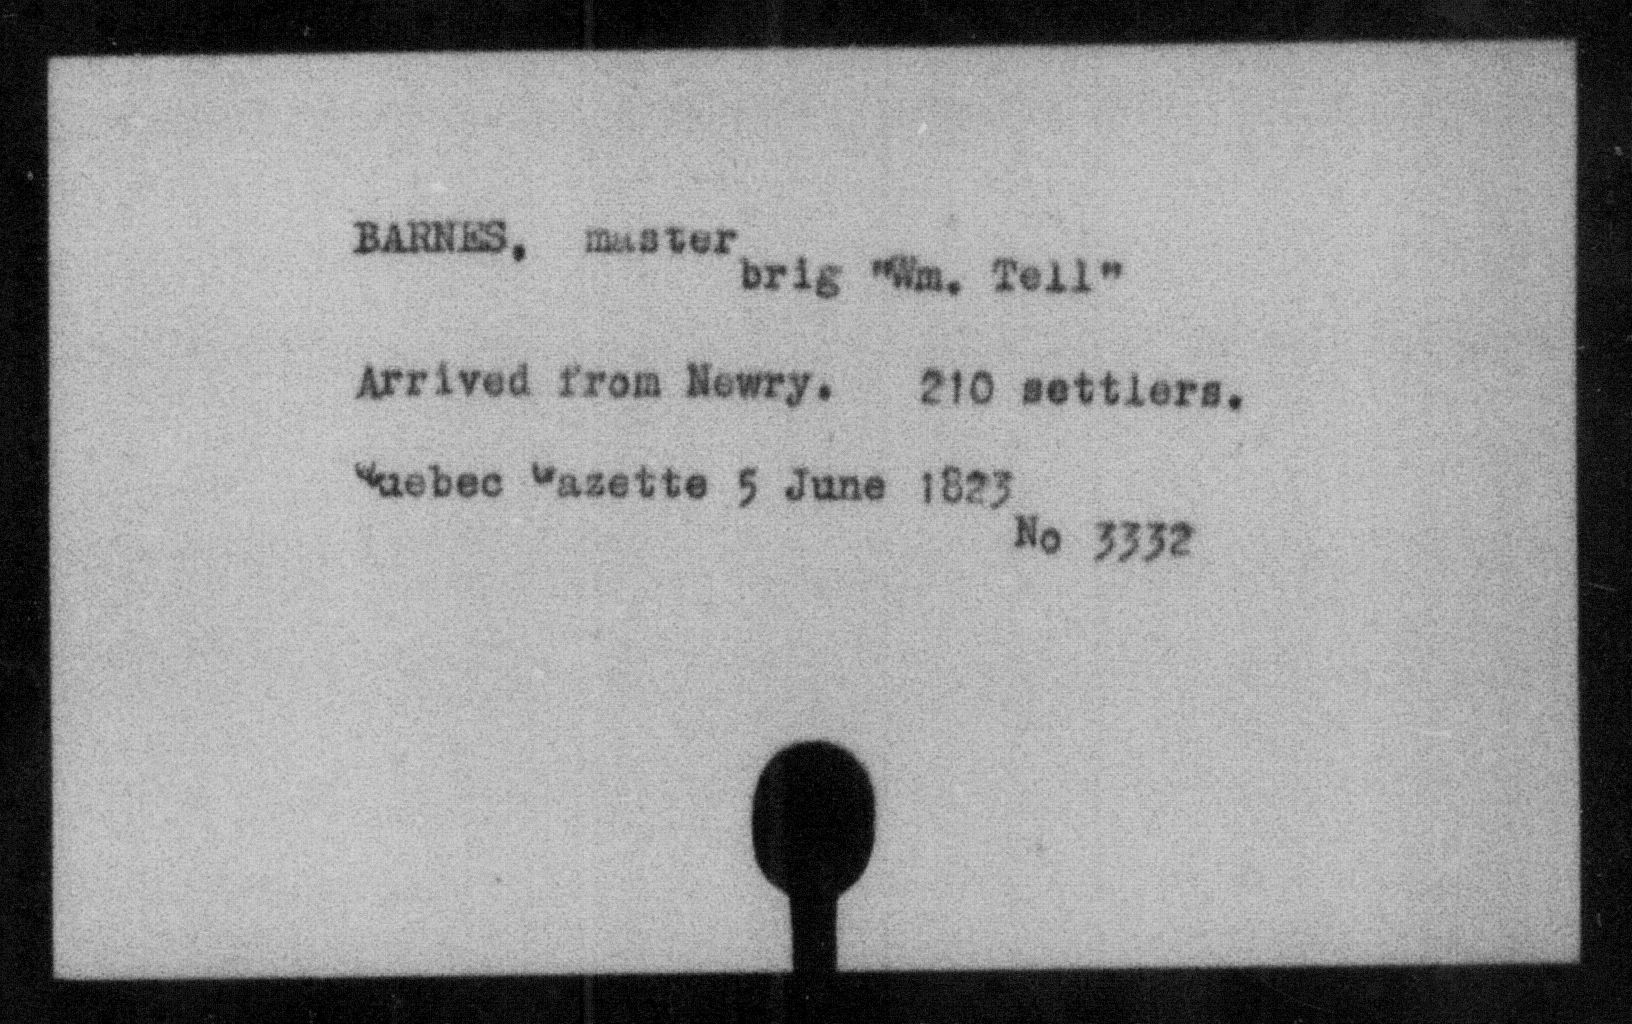 BARNES. master
brig "Wm. Tell"
Arrived from Newry. 210 settlers.
Quebec Gazette 5 June 1823
No 3332